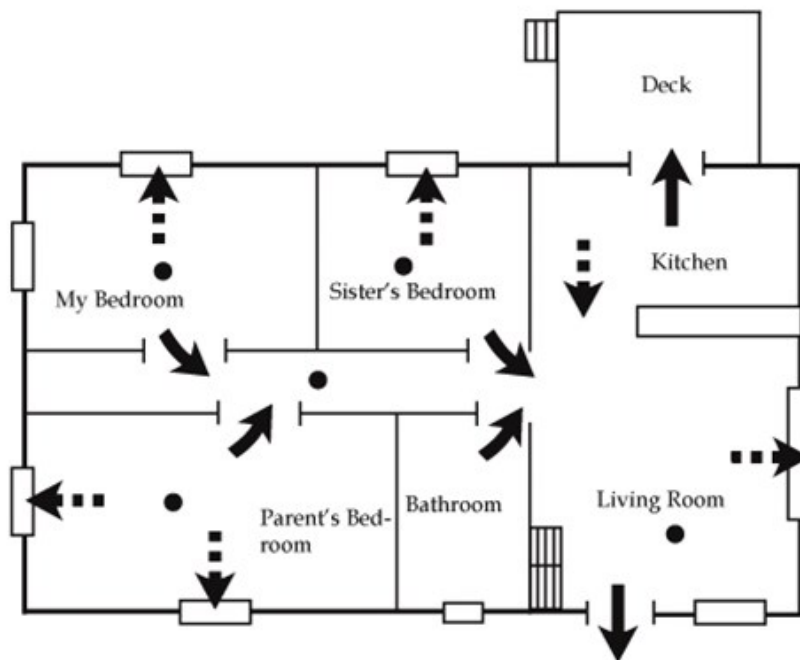 Deck
Kitchen
My Bedroom
Sister's Bedroom
Parent's Bed-
room
Bathroom
Living Room